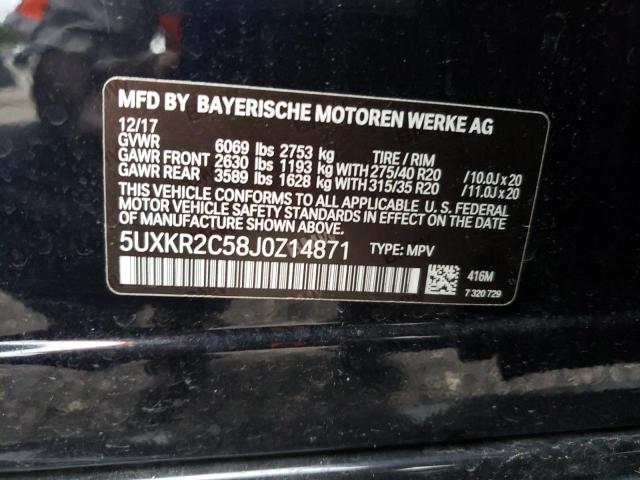 MFD BY BAYERISCHE MOTOREN WERKE AG
12/17
GVWR 6069 lbs 2753 kg TIRE / RIM
GAWR FRONT 2630 lbs 1193 kg WITH 275/40 R20 /10.0J x 20
GAWR REAR 3589 lbs 1628 kg WITH 315/35 R20 /11.0J x 20
THIS VEHICLE CONFORMS TO ALL APPLICABLE U. S. FEDERAL
MOTOR VEHICLE SAFETY STANDARDS IN EFFECT ON THE
DATE OF MANUFACTURE SHOWN ABOVE.
5UXKR2C58J0Z14871 TYPE: MPV
416M
7 320 729